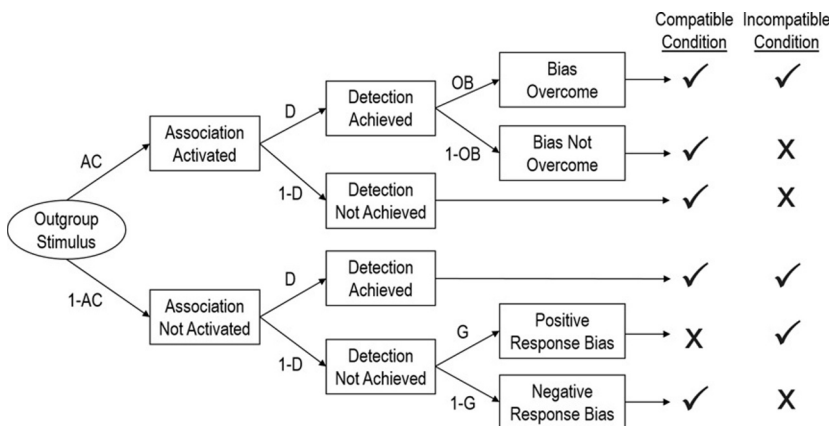 Compatible Incompatible
Condition Condition
OB
Bias
Overcome
✓ ✓
D
Detection
Achieved
1-OB
Bias Not
Overcome
✓ X
AC
Association
Activated
1-D
Detection
Not Achieved
✓ X
Outgroup
Stimulus
1-AC
Association
Not Activated
D
Detection
Achieved
✓ ✓
1-D
Detection
Not Achieved
G
Positive
Response Bias
X ✓
1-G
Negative
Response Bias
✓ X